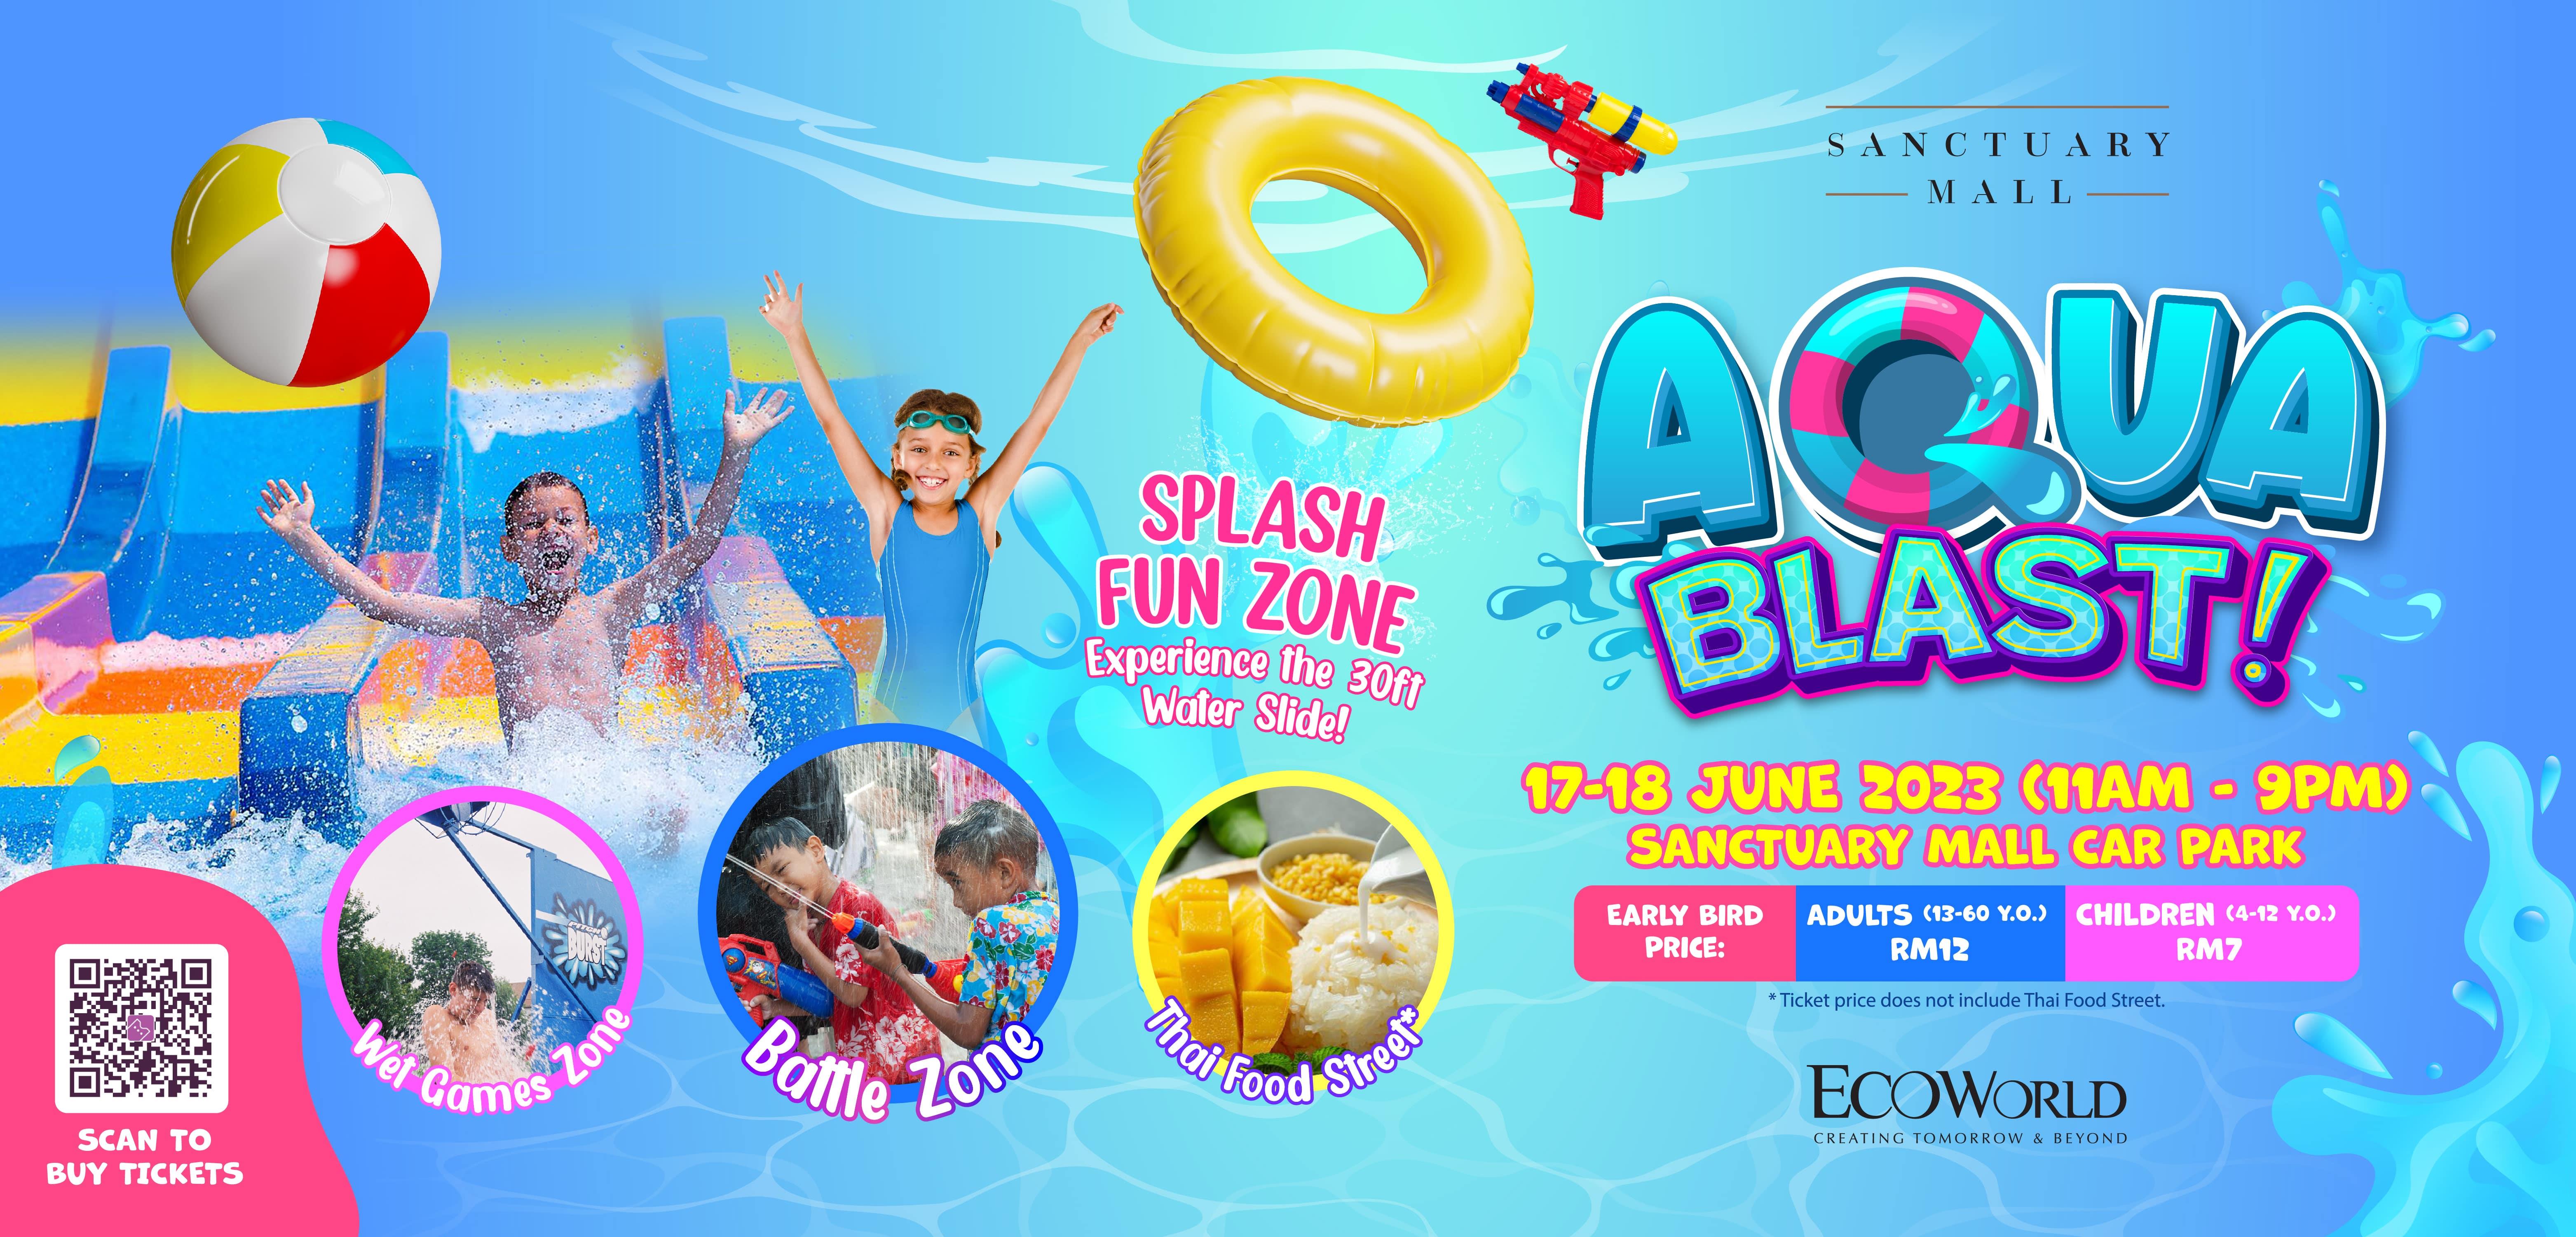 SANCTUARY
MALL
AQUA
BLAST!
SPLASH
FUN ZONE
Experience the 30ft
Water Slide!
17-18 JUNE 2023 (11AM - 9PM)
SANCTUARY MALL CAR PARK
EARLY BIRD
PRICE:
ADULTS (13-60 Y.O.)
RM12
CHILDREN (4-12 Y.O.)
RM7
* Ticket price does not include Thai Food Street.
BURST
Wet Games Zone
Battle Zone
Thai Food Street*
SCAN TO
BUY TICKETS
ECOWORLD
CREATING TOMORROW & BEYOND